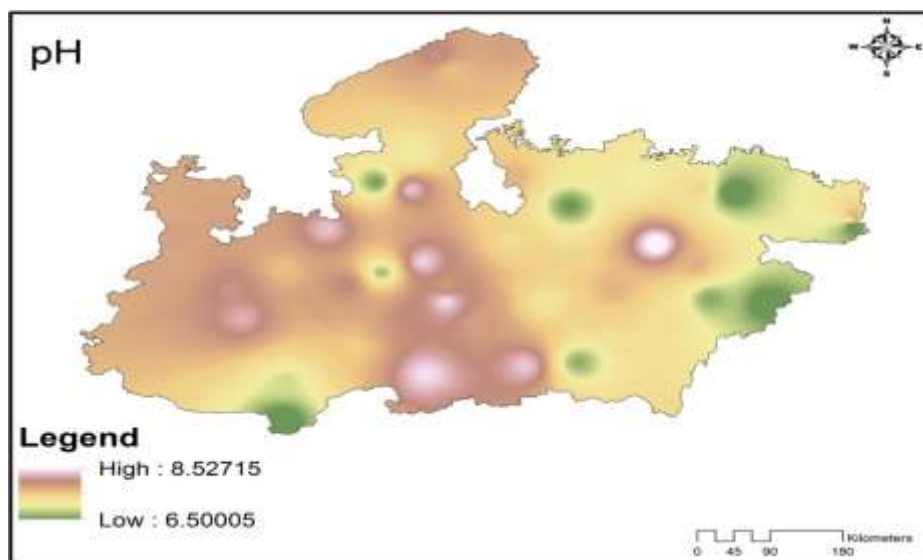 pH
N
W E
S
Legend
High : 8.52715
Low : 6.50005
Kilometers
0 45 90 180